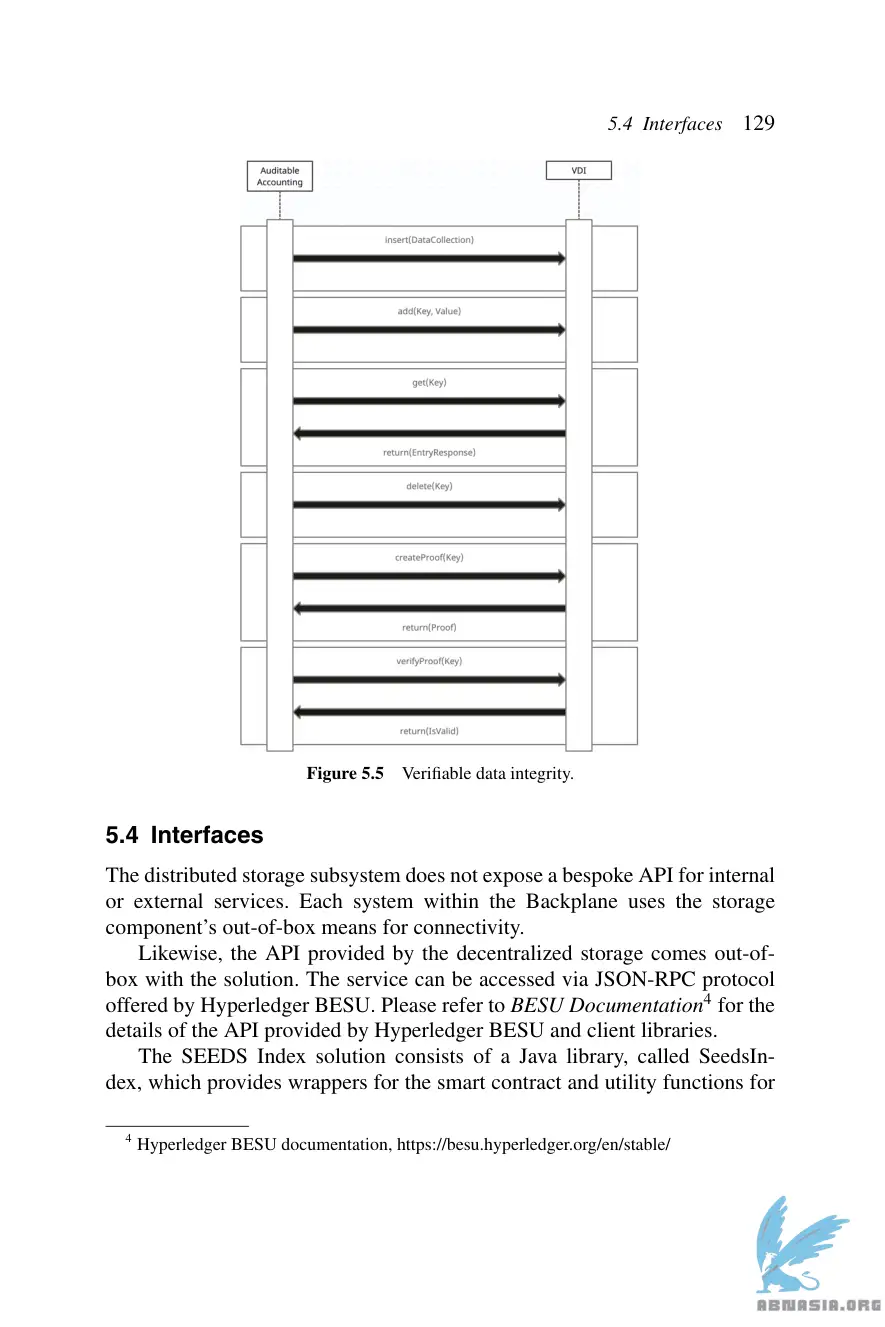 5.4 Interfaces 129
Auditable
Accounting
VDI
insert(DataCollection)
add(Key, Value)
get(Key)
return(EntryResponse)
delete(Key)
createProof(Key)
return(Proof)
verifyProof(Key)
return(IsValid)
Figure 5.5 Verifiable data integrity.
5.4 Interfaces
The distributed storage subsystem does not expose a bespoke API for internal
or external services. Each system within the Backplane uses the storage
component’s out-of-box means for connectivity.
Likewise, the API provided by the decentralized storage comes out-of-
box with the solution. The service can be accessed via JSON-RPC protocol
offered by Hyperledger BESU. Please refer to BESU Documentation4 for the
details of the API provided by Hyperledger BESU and client libraries.
The SEEDS Index solution consists of a Java library, called SeedsIn-
dex, which provides wrappers for the smart contract and utility functions for
4 Hyperledger BESU documentation, https://besu.hyperledger.org/en/stable/
ABNASIA.ORG